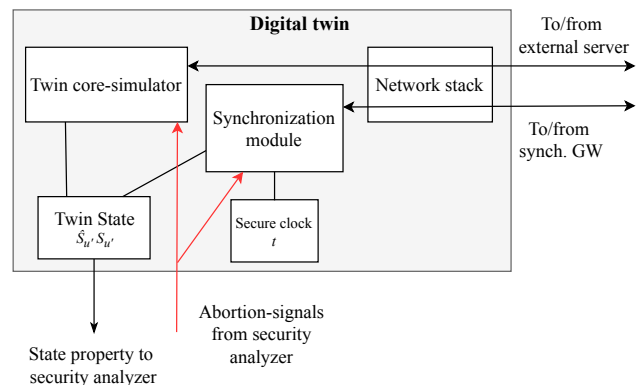 Digital twin
To/from
external server
Twin core-simulator
Network stack
Synchronization
module
To/from
synch. GW
Twin State
Ŝᵤ′ Sᵤ′
Secure clock
t
Abortion-signals
from security
analyzer
State property to
security analyzer